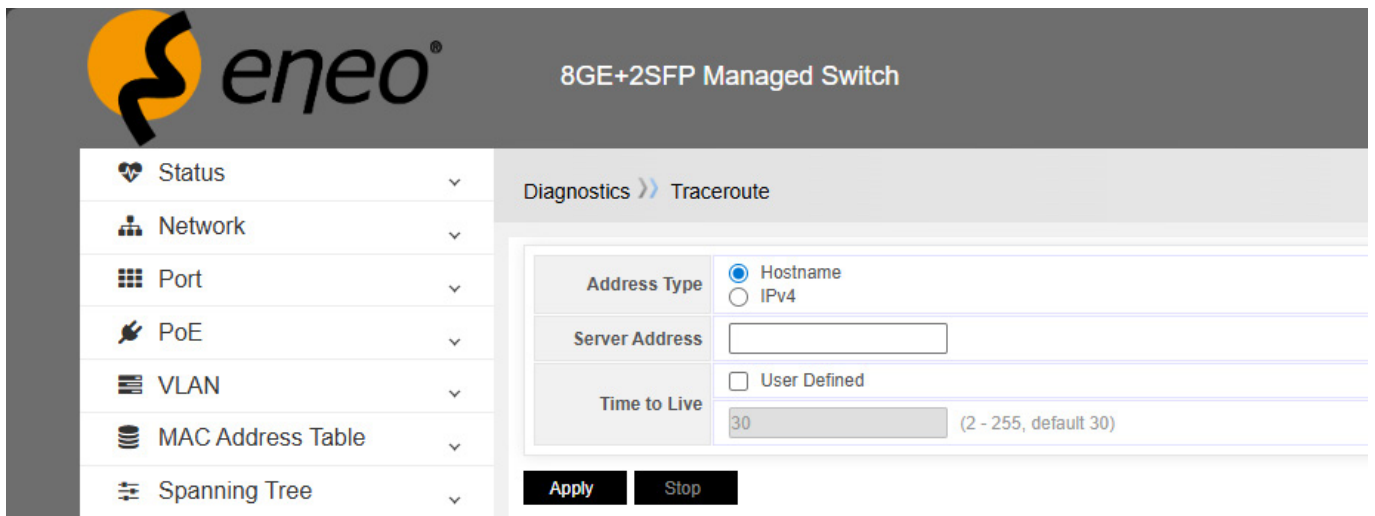 eneo®
8GE+2SFP Managed Switch
Status
Network
Port
PoE
VLAN
MAC Address Table
Spanning Tree
Diagnostics Traceroute
Address Type
Hostname
IPv4
Server Address
Time to Live
User Defined
30 (2 - 255, default 30)
Apply Stop